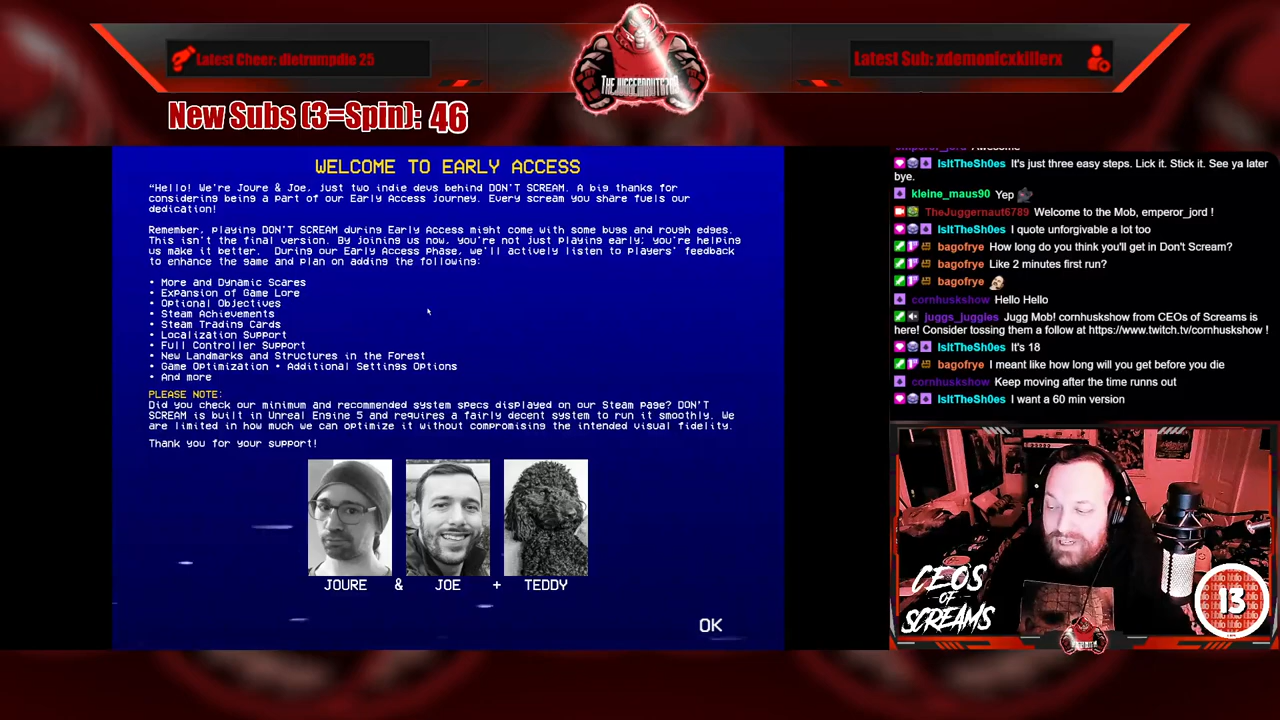 Latest Cheer: dietrumpdie 25
THEJUGGERNAUT6789
Latest Sub: xdemonicxkillerx
New Subs (3=Spin): 46
WELCOME TO EARLY ACCESS
"Hello! We're Joure & Joe, just two indie devs behind DON'T SCREAM. A big thanks for
considering being a part of our Early Access journey. Every scream you share fuels our
dedication!
Remember, playing DON'T SCREAM during Early Access might come with some bugs and rough edges.
This isn't the final version. By joining us now, you're not just playing early, you're helping
us make it better.  During our Early Access phase, we'll actively listen to players' feedback
to enhance the game and plan on adding the following:
• More and Dynamic Scares
• Expansion of Game Lore
• Optional Objectives
• Steam Achievements
• Steam Trading Cards
• Localization Support
• Full Controller Support
• New Landmarks and Structures in the Forest
• Game Optimization • Additional Settings Options
• And more
PLEASE NOTE:
Did you check our minimum and recommended system specs displayed on our Steam page? DON'T
SCREAM is built in Unreal Engine 5 and requires a fairly decent system to run it smoothly. We
are limited in how much we can optimize it without compromising the intended visual fidelity.
Thank you for your support!
JOURE & JOE + TEDDY
OK
IsItTheSh0es It's just three easy steps. Lick it. Stick it. See ya later
bye.
kleine_maus90 Yep
TheJuggernaut6789 Welcome to the Mob, emperor_jord !
IsItTheSh0es I quote unforgivable a lot too
bagofrye How long do you think you'll get in Don't Scream?
bagofrye Like 2 minutes first run?
bagofrye
cornhuskshow Hello Hello
juggs_juggles Jugg Mob! cornhuskshow from CEOs of Screams is
here! Consider tossing them a follow at https://www.twitch.tv/cornhuskshow !
IsItTheSh0es It's 18
bagofrye I meant like how long will you get before you die
cornhuskshow Keep moving after the time runns out
IsItTheSh0es I want a 60 min version
CEOS
OF
SCREAMS
13